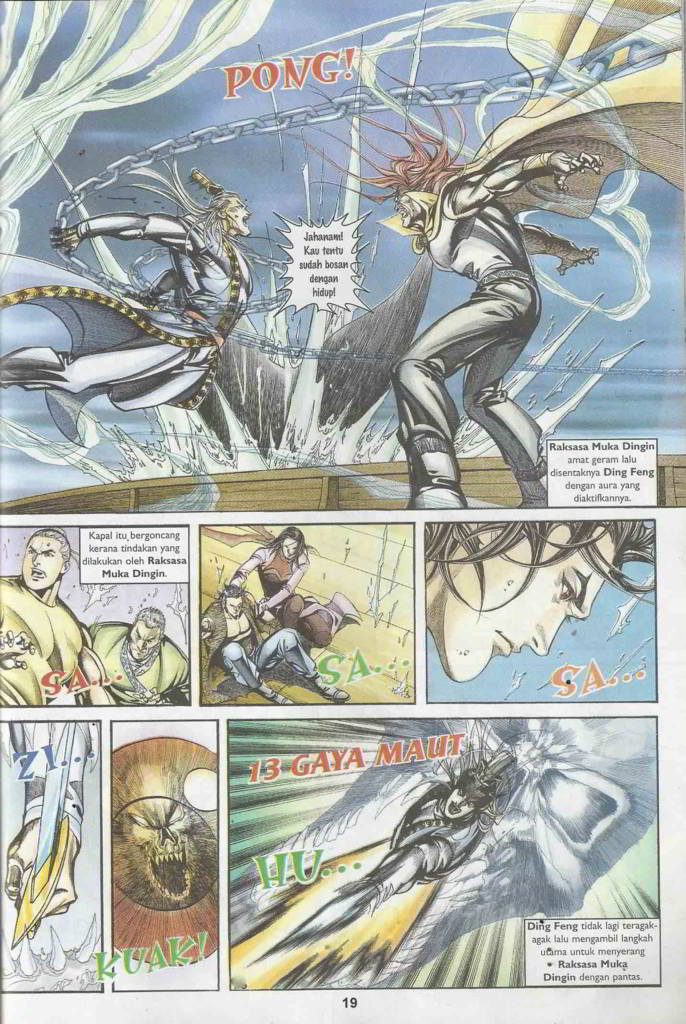 PONG!
Jahanam!
Kau tentu
sudah bosan
dengan
hidup!
Raksasa Muka Dingin
amat geram lalu
disentaknya Ding Feng
dengan aura yang
diaktifkannya.
Kapal itu bergoncang
kerana tindakan yang
dilakukan oleh Raksasa
Muka Dingin.
SA...
SA...
SA...
ZI...
KUAK!
13 GAYA MAUT
HU...
Ding Feng tidak lagi teragak-
agak lalu mengambil langkah
utama untuk menyerang
Raksasa Muka
Dingin dengan pantas.
19